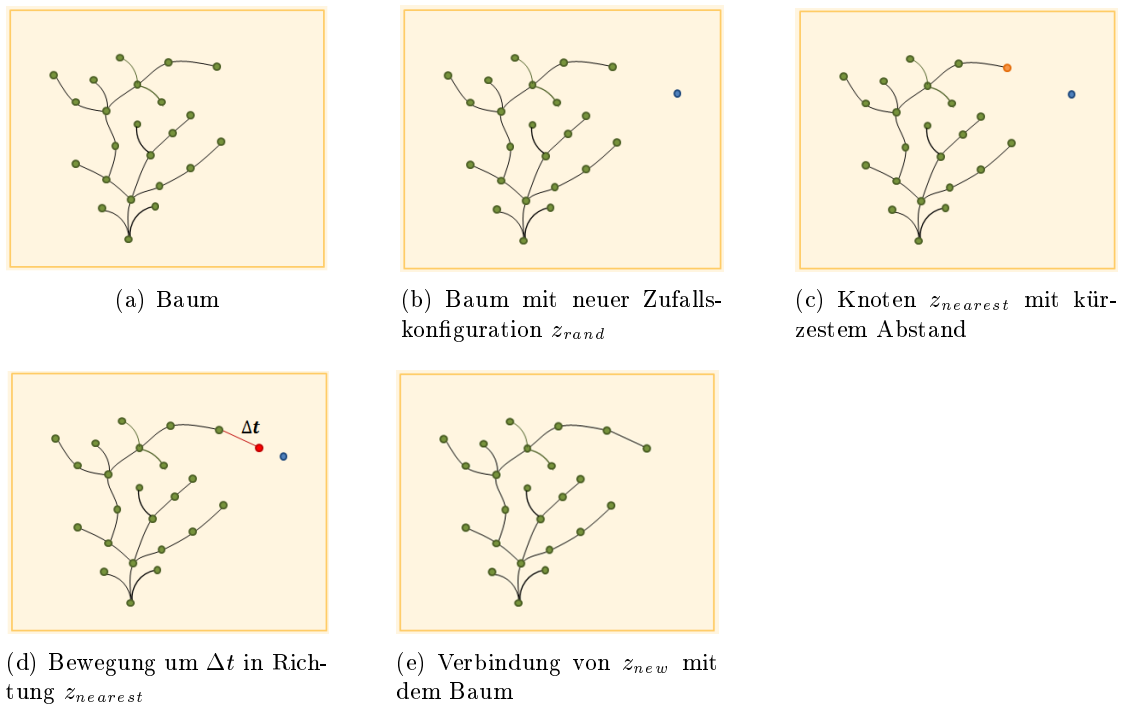 (a) Baum
(b) Baum mit neuer Zufalls-
konfiguration z_rand
(c) Knoten z_nearest mit kür-
zestem Abstand
Δt
(d) Bewegung um Δt in Rich-
tung z_nearest
(e) Verbindung von z_new mit
dem Baum